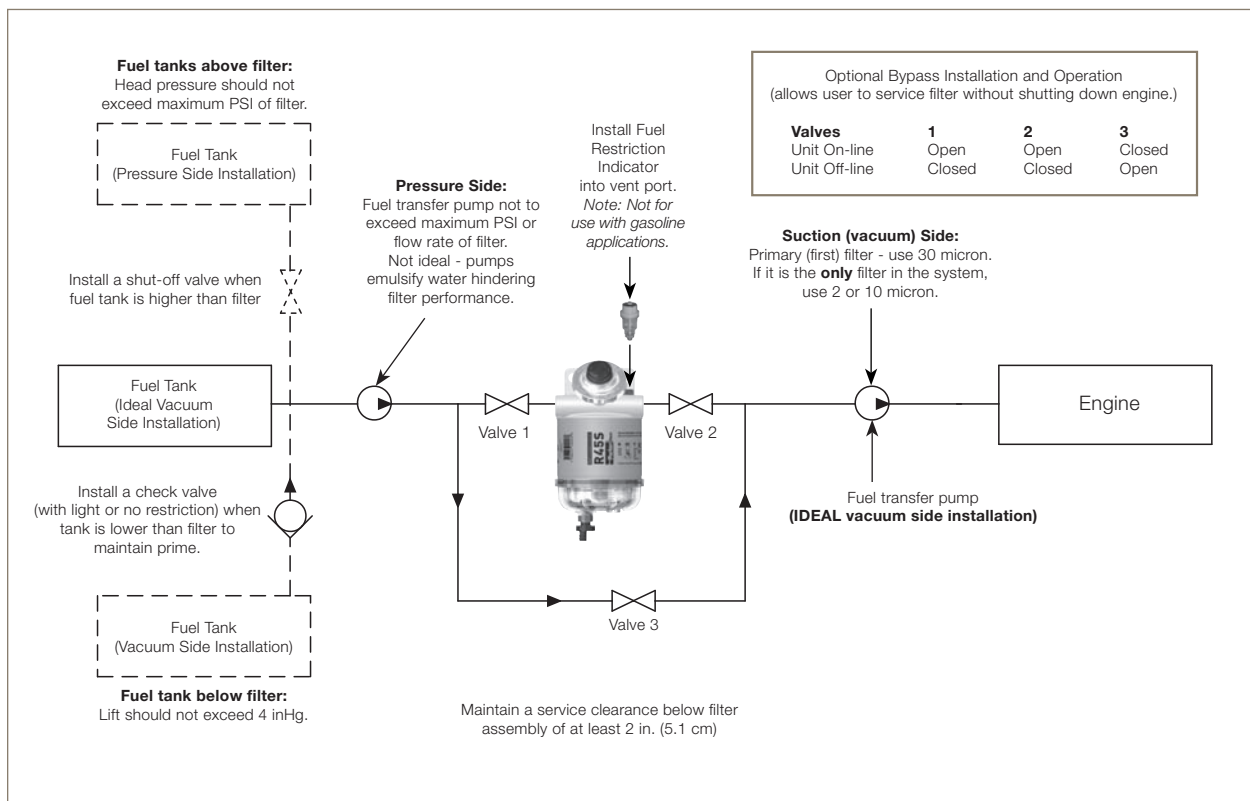 Fuel tanks above filter:
Head pressure should not
exceed maximum PSI of filter.
Fuel Tank
(Pressure Side Installation)
Install a shut-off valve when
fuel tank is higher than filter
Fuel Tank
(Ideal Vacuum
Side Installation)
Install a check valve
(with light or no restriction) when
tank is lower than filter to
maintain prime.
Fuel Tank
(Vacuum Side Installation)
Fuel tank below filter:
Lift should not exceed 4 inHg.
Pressure Side:
Fuel transfer pump not to
exceed maximum PSI or
flow rate of filter.
Not ideal - pumps
emulsify water hindering
filter performance.
Install Fuel
Restriction
Indicator
into vent port.
Note: Not for
use with gasoline
applications.
Valve 1
R45S
Valve 2
Valve 3
Maintain a service clearance below filter
assembly of at least 2 in. (5.1 cm)
Optional Bypass Installation and Operation
(allows user to service filter without shutting down engine.)
Valves 1 2 3
Unit On-line Open Open Closed
Unit Off-line Closed Closed Open
Suction (vacuum) Side:
Primary (first) filter - use 30 micron.
If it is the only filter in the system,
use 2 or 10 micron.
Fuel transfer pump
(IDEAL vacuum side installation)
Engine